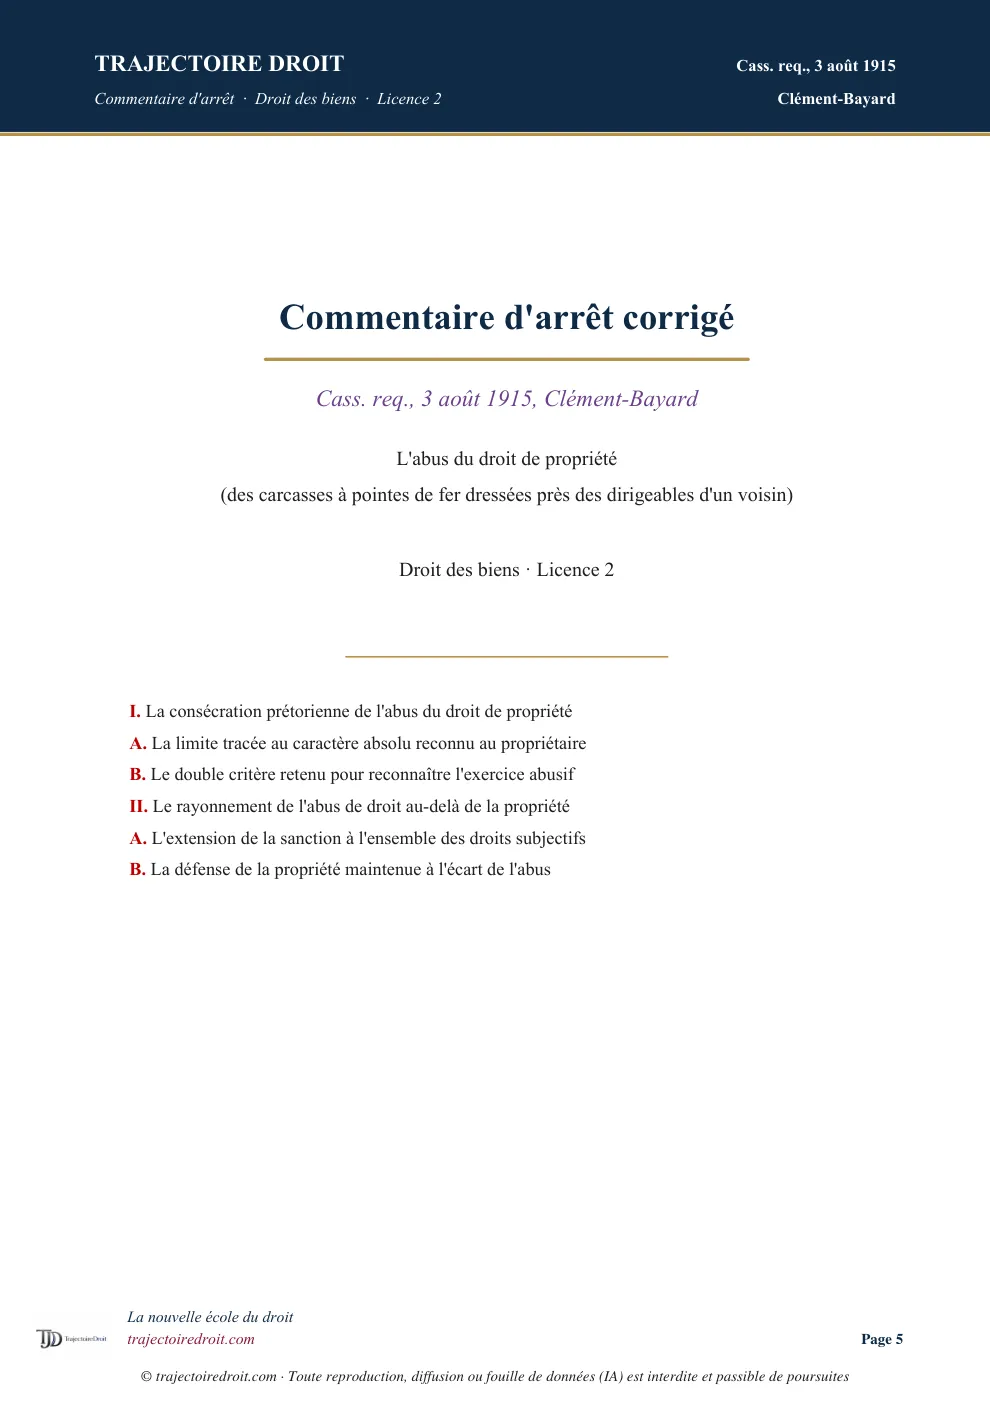 TRAJECTOIRE DROIT
Cass. req., 3 août 1915
Commentaire d'arrêt · Droit des biens · Licence 2
Clément-Bayard
Commentaire d'arrêt corrigé
Cass. req., 3 août 1915, Clément-Bayard
L'abus du droit de propriété
(des carcasses à pointes de fer dressées près des dirigeables d'un voisin)
Droit des biens · Licence 2
I. La consécration prétorienne de l'abus du droit de propriété
A. La limite tracée au caractère absolu reconnu au propriétaire
B. Le double critère retenu pour reconnaître l'exercice abusif
II. Le rayonnement de l'abus de droit au-delà de la propriété
A. L'extension de la sanction à l'ensemble des droits subjectifs
B. La défense de la propriété maintenue à l'écart de l'abus
La nouvelle école du droit
TJD TrajectoireDroit
trajectoiredroit.com
Page 5
© trajectoiredroit.com · Toute reproduction, diffusion ou fouille de données (IA) est interdite et passible de poursuites